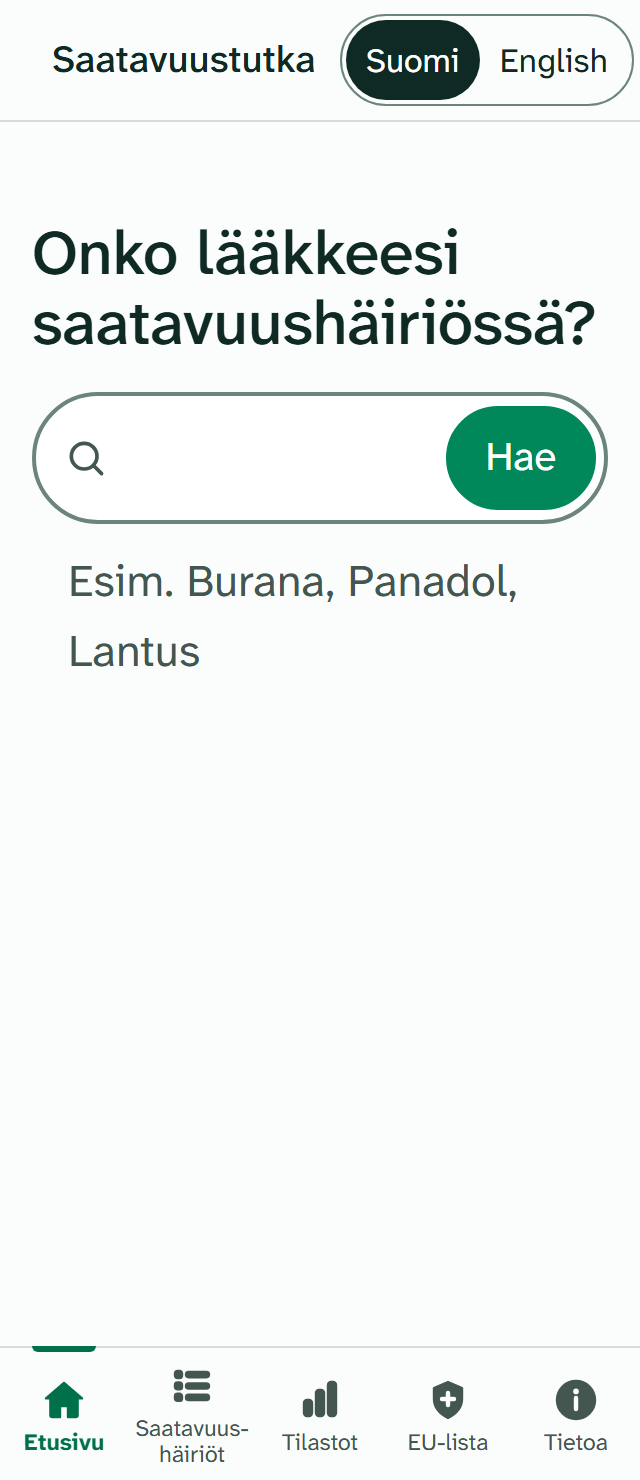 Saatavuustutka
Suomi
English
Onko lääkkeesi
saatavuushäiriössä?
Hae
Esim. Burana, Panadol,
Lantus
Etusivu
Saatavuus-
häiriöt
Tilastot
EU-lista
Tietoa